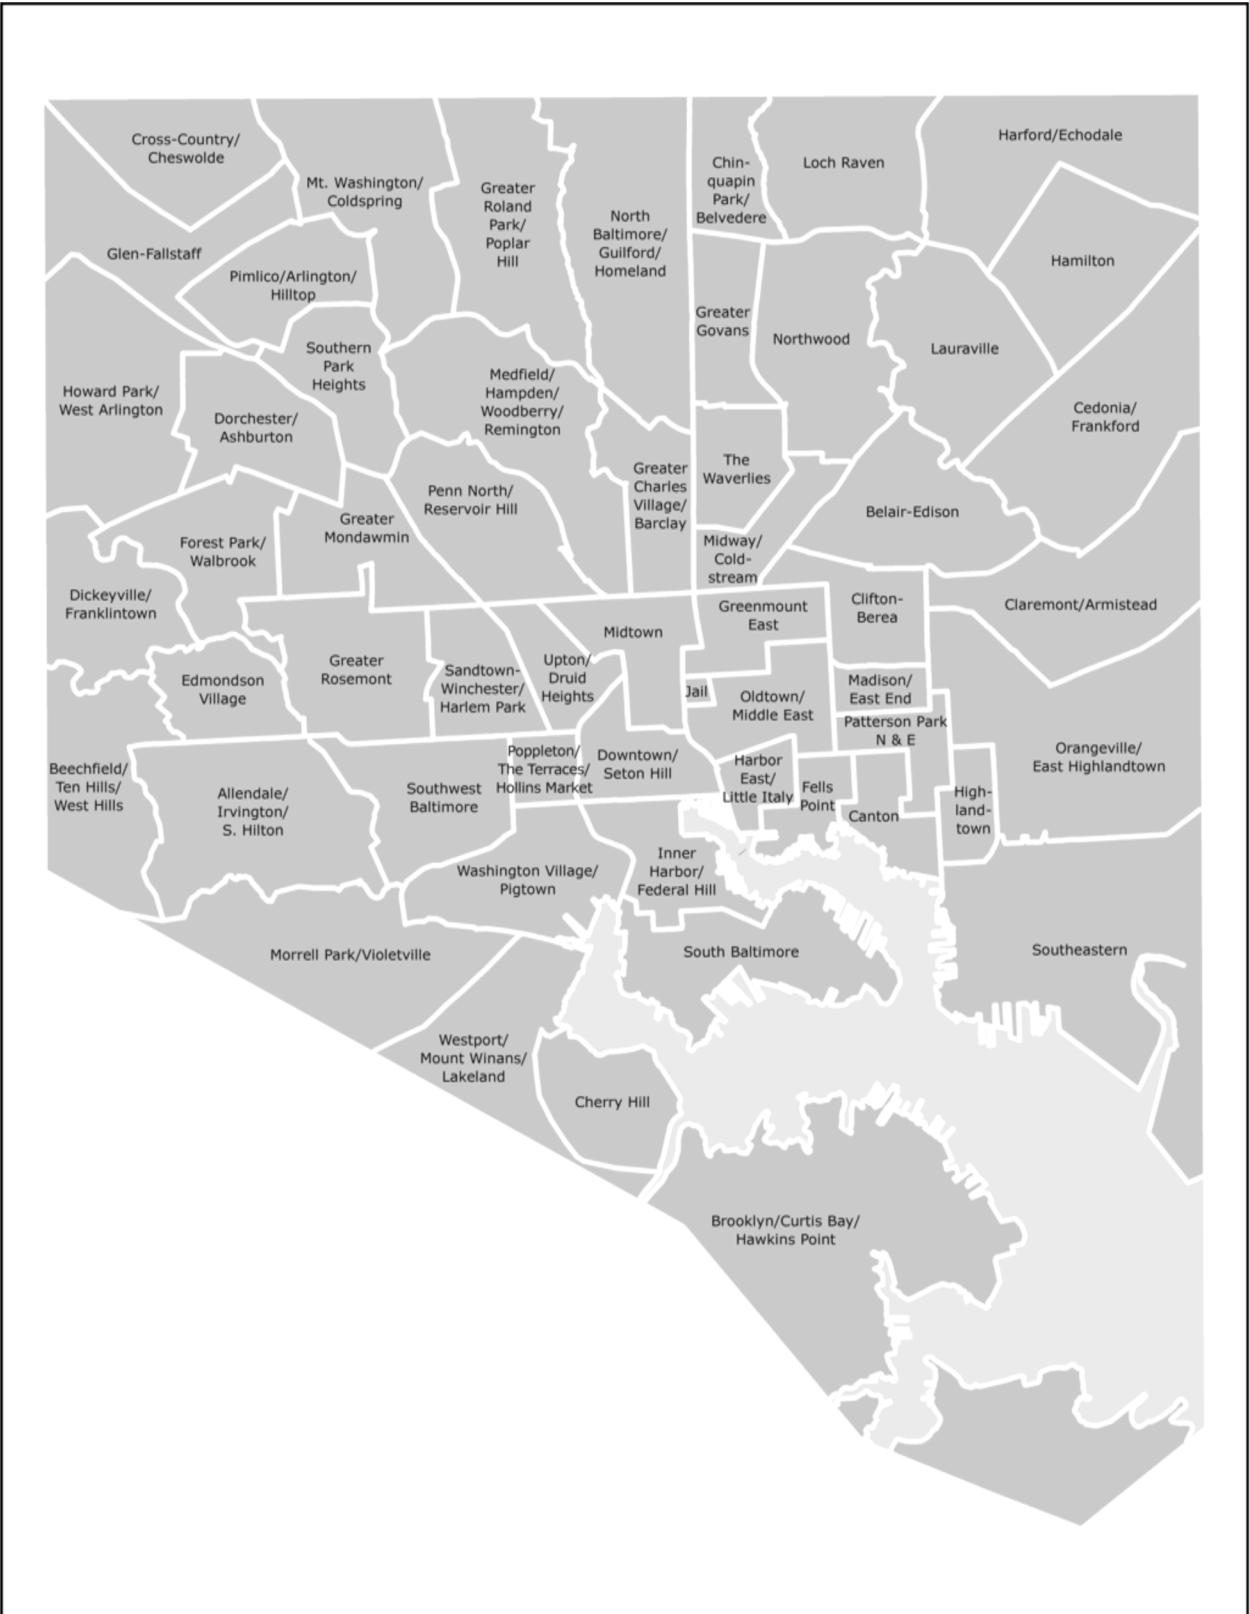 Cross-Country/
Cheswolde
Mt. Washington/
Coldspring
Greater
Roland
Park/
Poplar
Hill
North
Baltimore/
Guilford/
Homeland
Chin-
quapin
Park/
Belvedere
Loch Raven
Harford/Echodale
Glen-Fallstaff
Pimlico/Arlington/
Hilltop
Hamilton
Southern
Park
Heights
Greater
Govans
Northwood
Lauraville
Howard Park/
West Arlington
Dorchester/
Ashburton
Medfield/
Hampden/
Woodberry/
Remington
Cedonia/
Frankford
Greater
Charles
Village/
Barclay
The
Waverlies
Penn North/
Reservoir Hill
Belair-Edison
Greater
Mondawmin
Forest Park/
Walbrook
Midway/
Cold-
stream
Dickeyville/
Franklintown
Greenmount
East
Clifton-
Berea
Claremont/Armistead
Midtown
Edmondson
Village
Greater
Rosemont
Sandtown-
Winchester/
Harlem Park
Upton/
Druid
Heights
Jail
Oldtown/
Middle East
Madison/
East End
Patterson Park
N & E
Orangeville/
East Highlandtown
Beechfield/
Ten Hills/
West Hills
Allendale/
Irvington/
S. Hilton
Southwest
Baltimore
Poppleton/
The Terraces/
Hollins Market
Downtown/
Seton Hill
Harbor
East/
Little Italy
Fells
Point
Canton
High-
land-
town
Washington Village/
Pigtown
Inner
Harbor/
Federal Hill
Morrell Park/Violetville
South Baltimore
Southeastern
Westport/
Mount Winans/
Lakeland
Cherry Hill
Brooklyn/Curtis Bay/
Hawkins Point